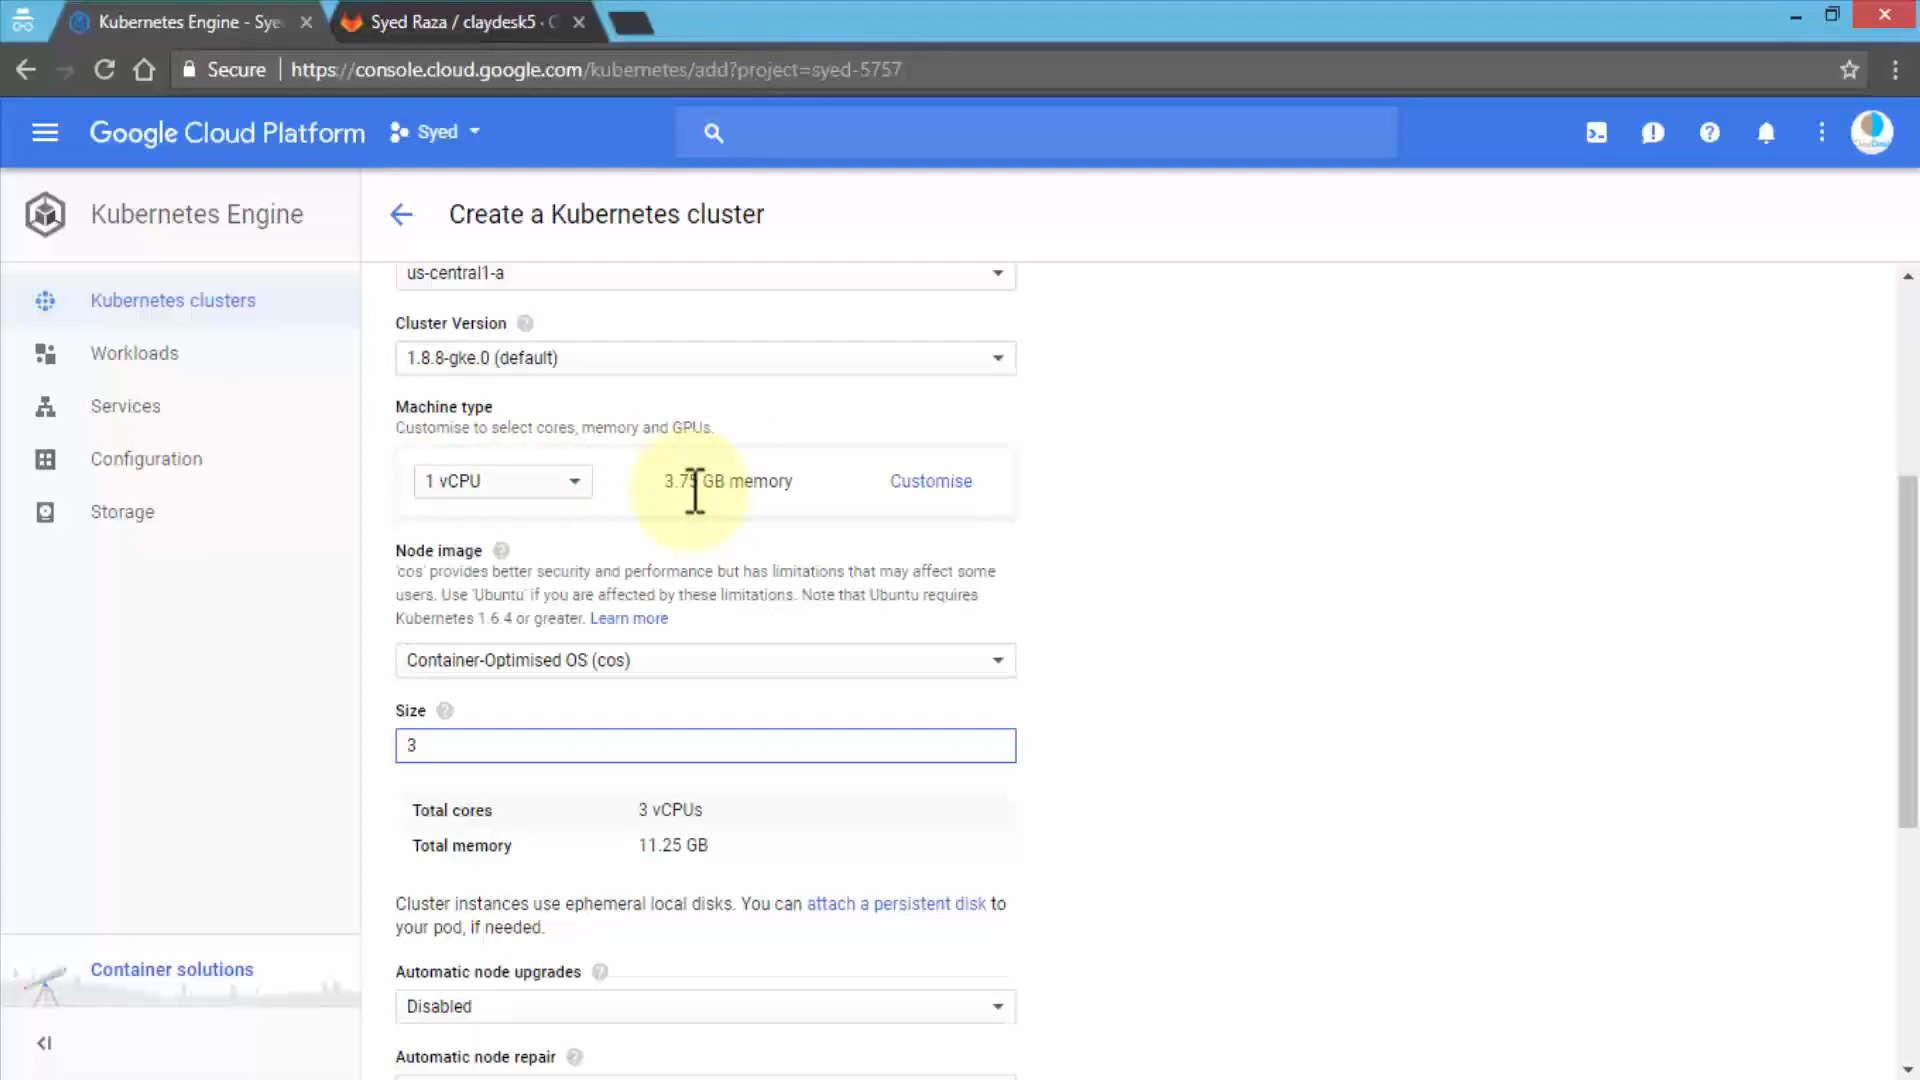 Kubernetes Engine - Sye
Syed Raza / claydesk5 · C
Secure
https://console.cloud.google.com/kubernetes/add?project=syed-5757
Google Cloud Platform
Syed
Kubernetes Engine
Create a Kubernetes cluster
Kubernetes clusters
Workloads
Services
Configuration
Storage
Container solutions
us-central1-a
Cluster Version
1.8.8-gke.0 (default)
Machine type
Customise to select cores, memory and GPUs.
1 vCPU
3.75 GB memory
Customise
Node image
'cos' provides better security and performance but has limitations that may affect some
users. Use 'Ubuntu' if you are affected by these limitations. Note that Ubuntu requires
Kubernetes 1.6.4 or greater. Learn more
Container-Optimised OS (cos)
Size
3
Total cores 3 vCPUs
Total memory 11.25 GB
Cluster instances use ephemeral local disks. You can attach a persistent disk to
your pod, if needed.
Automatic node upgrades
Disabled
Automatic node repair